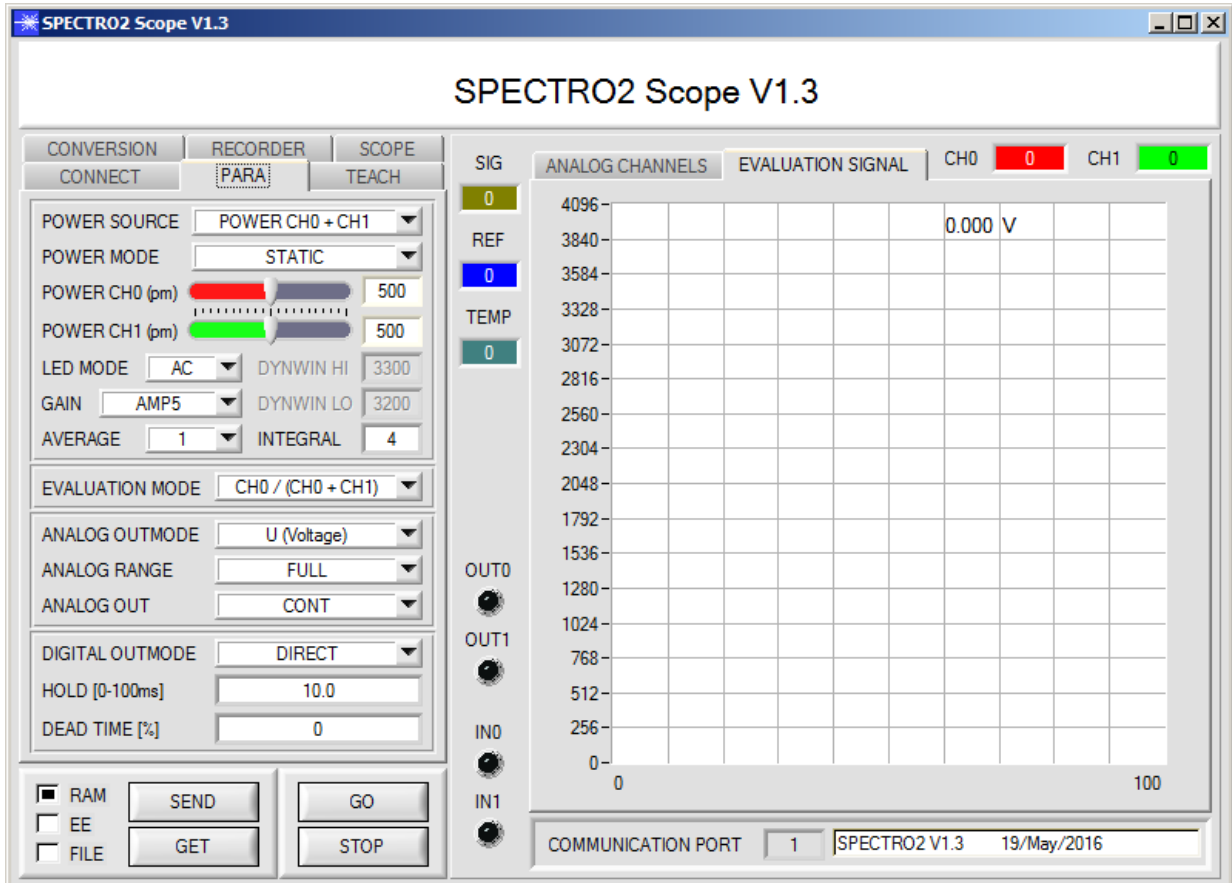 SPECTRO2 Scope V1.3
SPECTRO2 Scope V1.3
CONVERSION RECORDER SCOPE
CONNECT PARA TEACH
POWER SOURCE POWER CH0 + CH1
POWER MODE STATIC
POWER CH0 (pm) 500
POWER CH1 (pm) 500
LED MODE AC DYNWIN HI 3300
GAIN AMP5 DYNWIN LO 3200
AVERAGE 1 INTEGRAL 4
EVALUATION MODE CH0 / (CH0 + CH1)
ANALOG OUTMODE U (Voltage)
ANALOG RANGE FULL
ANALOG OUT CONT
DIGITAL OUTMODE DIRECT
HOLD [0-100ms] 10.0
DEAD TIME [%] 0
RAM
EE
FILE
SEND
GET
GO
STOP
SIG
0
REF
0
TEMP
0
OUT0
OUT1
IN0
IN1
ANALOG CHANNELS EVALUATION SIGNAL CH0 0 CH1 0
0.000 V
4096
3840
3584
3328
3072
2816
2560
2304
2048
1792
1536
1280
1024
768
512
256
0
0 100
COMMUNICATION PORT 1 SPECTRO2 V1.3 19/May/2016